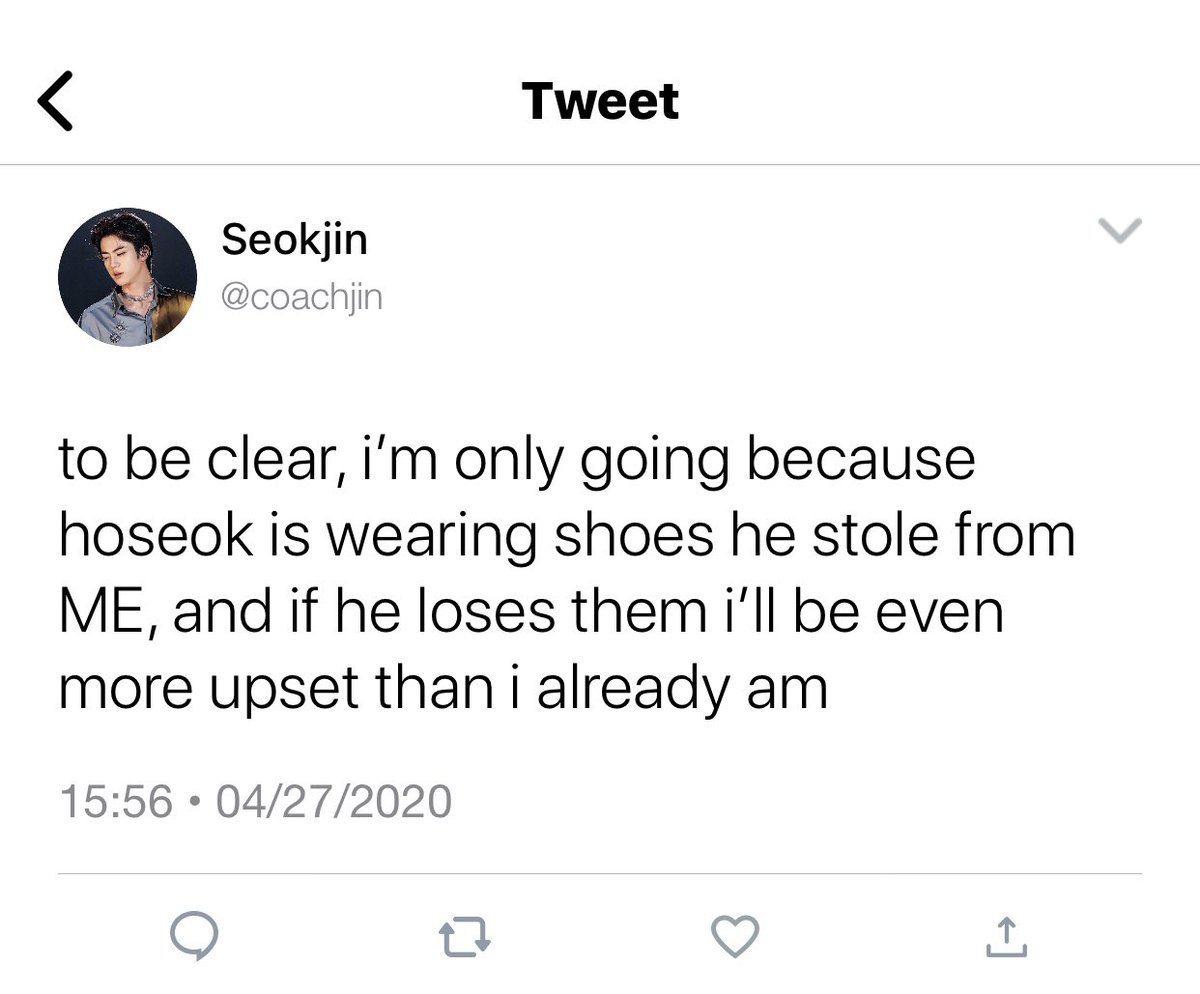 Tweet
Seokjin
@coachjin
to be clear, i’m only going because
hoseok is wearing shoes he stole from
ME, and if he loses them i’ll be even
more upset than i already am
15:56 • 04/27/2020